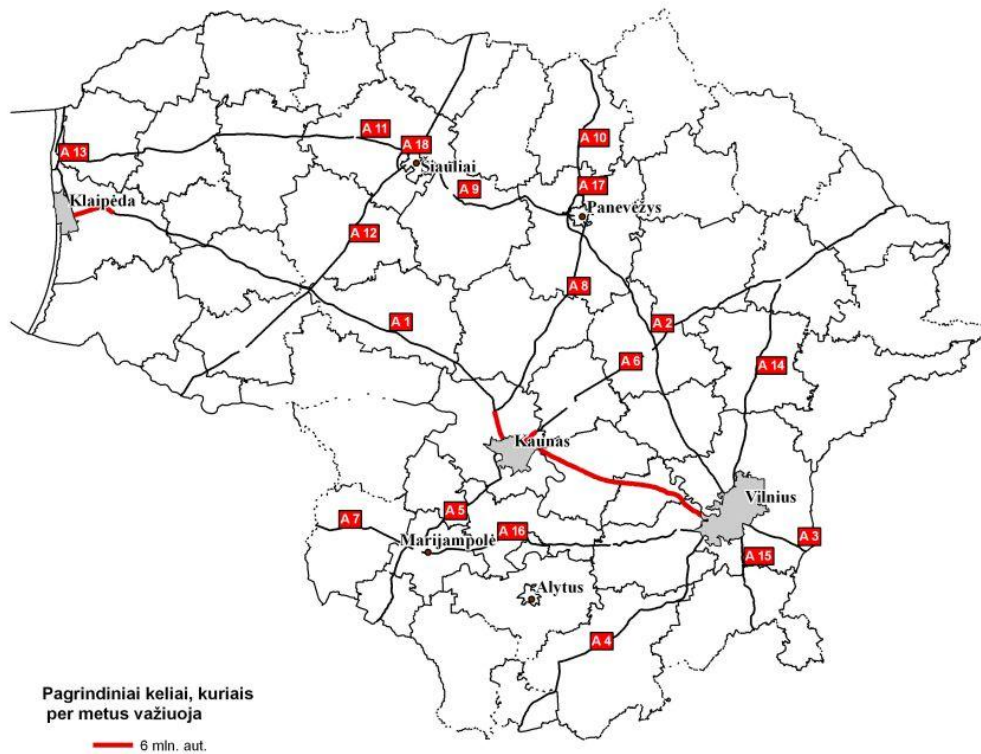 A 11
A 18
A 10
A 13
Šiauliai
A 9
A 17
Klaipėda
Panevėžys
A 12
A 8
A 1
A 2
A 6
A 14
Kaunas
Vilnius
A 5
A 7
A 16
A 3
Marijampolė
A 15
Alytus
A 4
Pagrindiniai keliai, kuriais
per metus važiuoja
6 mln. aut.